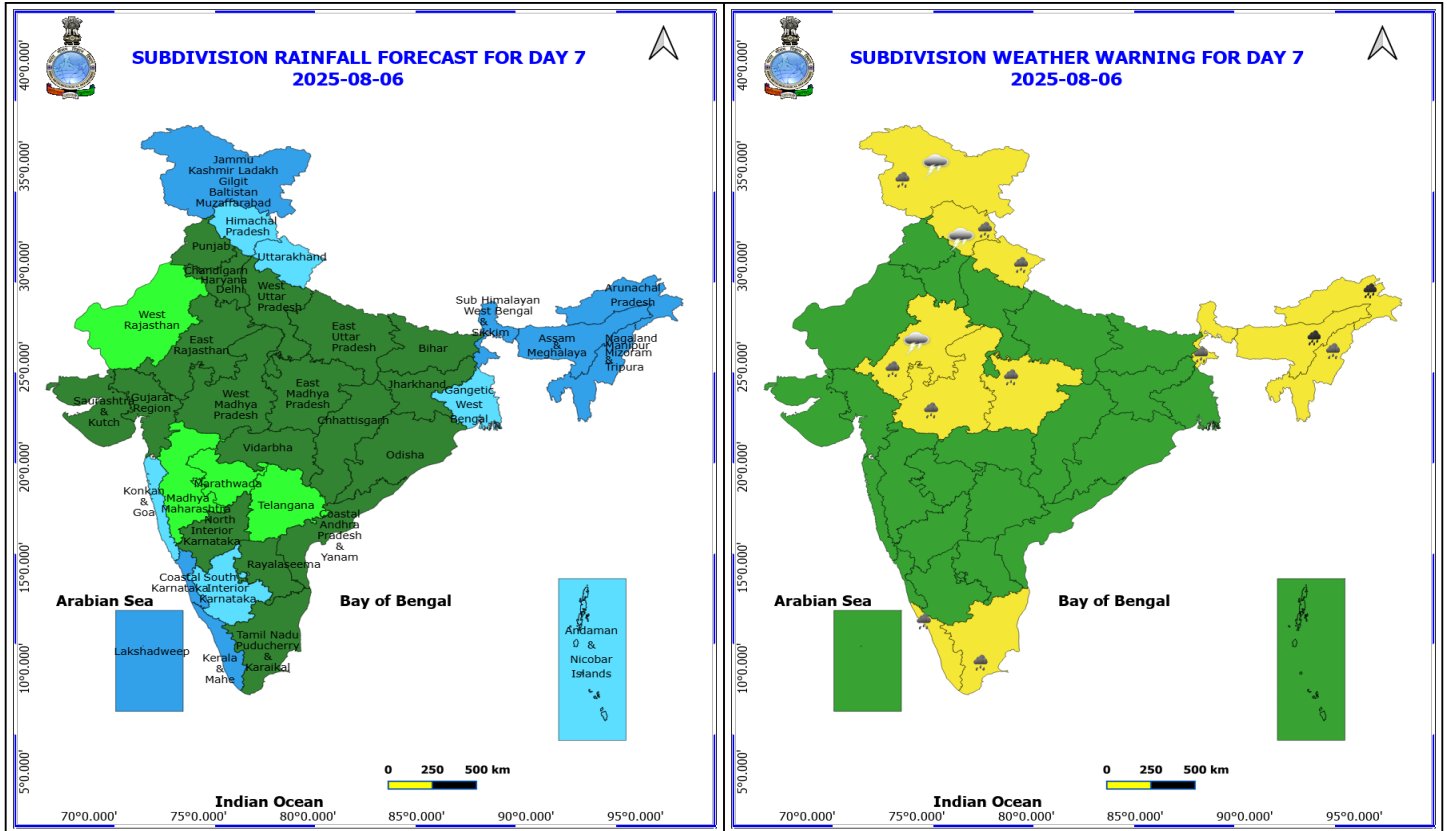 SUBDIVISION RAINFALL FORECAST FOR DAY 7
2025-08-06
40°0.000'
35°0.000'
30°0.000'
25°0.000'
20°0.000'
15°0.000'
10°0.000'
5°0.000'
Jammu
Kashmir Ladakh
Gilgit
Baltistan
Muzaffarabad
Himachal
Pradesh
Punjab
Uttarakhand
Chandigarh
Haryana
Delhi
West
Uttar
Pradesh
West
Rajasthan
East
Rajasthan
East
Uttar
Pradesh
Bihar
Sub Himalayan
West Bengal
&
Sikkim
Arunachal
Pradesh
Assam
&
Meghalaya
Nagaland
Manipur
Mizoram
&
Tripura
Jharkhand
Gangetic
West
Bengal
Saurashtra
&
Kutch
Gujarat
Region
West
Madhya
Pradesh
East
Madhya
Pradesh
Chhattisgarh
Vidarbha
Odisha
Konkan
&
Goa
Madhya
Maharashtra
Marathwada
Telangana
North
Interior
Karnataka
Coastal
Andhra
Pradesh
&
Yanam
Rayalaseema
Coastal
Karnataka
South
Interior
Karnataka
Tamil Nadu
Puducherry
&
Karaikal
Kerala
&
Mahe
Lakshadweep
Andaman
&
Nicobar
Islands
Arabian Sea
Bay of Bengal
0 250 500 km
Indian Ocean
70°0.000' 75°0.000' 80°0.000' 85°0.000' 90°0.000' 95°0.000'
SUBDIVISION WEATHER WARNING FOR DAY 7
2025-08-06
40°0.000'
35°0.000'
30°0.000'
25°0.000'
20°0.000'
15°0.000'
10°0.000'
5°0.000'
Arabian Sea
Bay of Bengal
0 250 500 km
Indian Ocean
70°0.000' 75°0.000' 80°0.000' 85°0.000' 90°0.000' 95°0.000'